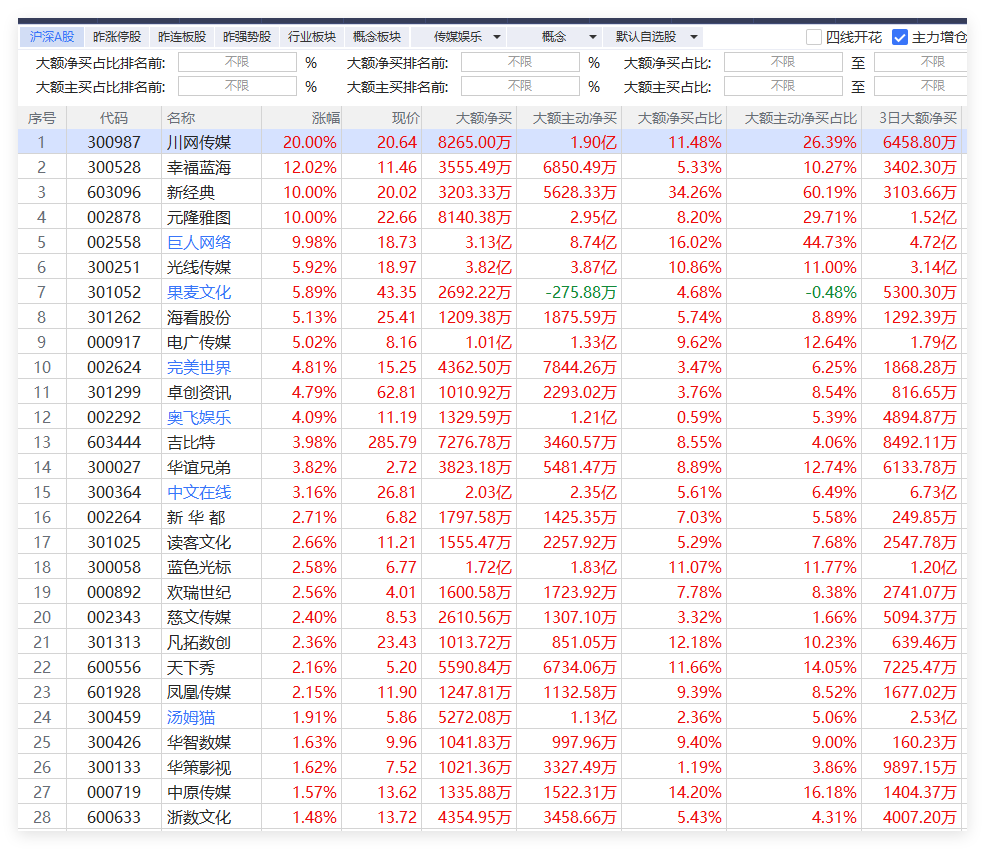 沪深A股 昨涨停股 昨连板股 昨强势股 行业板块 概念板块 传媒娱乐 概念 默认自选股 四线开花 主力增仓
大额净买占比排名前: 不限 % 大额净买排名前: 不限 % 大额净买占比: 不限 至 不限
大额主买占比排名前: 不限 % 大额主买排名前: 不限 % 大额主买占比: 不限 至 不限
序号 代码 名称 涨幅 现价 大额净买 大额主动净买 大额净买占比 大额主动净买占比 3日大额净买
1 300987 川网传媒 20.00% 20.64 8265.00万 1.90亿 11.48% 26.39% 6458.80万
2 300528 幸福蓝海 12.02% 11.46 3555.49万 6850.49万 5.33% 10.27% 3402.30万
3 603096 新经典 10.00% 20.02 3203.33万 5628.33万 34.26% 60.19% 3103.66万
4 002878 元隆雅图 10.00% 22.66 8140.38万 2.95亿 8.20% 29.71% 1.52亿
5 002558 巨人网络 9.98% 18.73 3.13亿 8.74亿 16.02% 44.73% 4.72亿
6 300251 光线传媒 5.92% 18.97 3.82亿 3.87亿 10.86% 11.00% 3.14亿
7 301052 果麦文化 5.89% 43.35 2692.22万 -275.88万 4.68% -0.48% 5300.30万
8 301262 海看股份 5.13% 25.41 1209.38万 1875.59万 5.74% 8.89% 1292.39万
9 000917 电广传媒 5.02% 8.16 1.01亿 1.33亿 9.62% 12.64% 1.79亿
10 002624 完美世界 4.81% 15.25 4362.50万 7844.26万 3.47% 6.25% 1868.28万
11 301299 卓创资讯 4.79% 62.81 1010.92万 2293.02万 3.76% 8.54% 816.65万
12 002292 奥飞娱乐 4.09% 11.19 1329.59万 1.21亿 0.59% 5.39% 4894.87万
13 603444 吉比特 3.98% 285.79 7276.78万 3460.57万 8.55% 4.06% 8492.11万
14 300027 华谊兄弟 3.82% 2.72 3823.18万 5481.47万 8.89% 12.74% 6133.78万
15 300364 中文在线 3.16% 26.81 2.03亿 2.35亿 5.61% 6.49% 6.73亿
16 002264 新 华 都 2.71% 6.82 1797.58万 1425.35万 7.03% 5.58% 249.85万
17 301025 读客文化 2.66% 11.21 1555.47万 2257.92万 5.29% 7.68% 2547.78万
18 300058 蓝色光标 2.58% 6.77 1.72亿 1.83亿 11.07% 11.77% 1.20亿
19 000892 欢瑞世纪 2.56% 4.01 1600.58万 1723.92万 7.78% 8.38% 2741.07万
20 002343 慈文传媒 2.40% 8.53 2610.56万 1307.10万 3.32% 1.66% 5094.37万
21 301313 凡拓数创 2.36% 23.43 1013.72万 851.05万 12.18% 10.23% 639.46万
22 600556 天下秀 2.16% 5.20 5590.84万 6734.06万 11.66% 14.05% 7225.47万
23 601928 凤凰传媒 2.15% 11.90 1247.81万 1132.58万 9.39% 8.52% 1677.02万
24 300459 汤姆猫 1.91% 5.86 5272.08万 1.13亿 2.36% 5.06% 2.53亿
25 300426 华智数媒 1.63% 9.96 1041.83万 997.96万 9.40% 9.00% 160.23万
26 300133 华策影视 1.62% 7.52 1021.36万 3327.49万 1.19% 3.86% 9897.15万
27 000719 中原传媒 1.57% 13.62 1335.88万 1522.31万 14.20% 16.18% 1404.37万
28 600633 浙数文化 1.48% 13.72 4354.95万 3458.66万 5.43% 4.31% 4007.20万